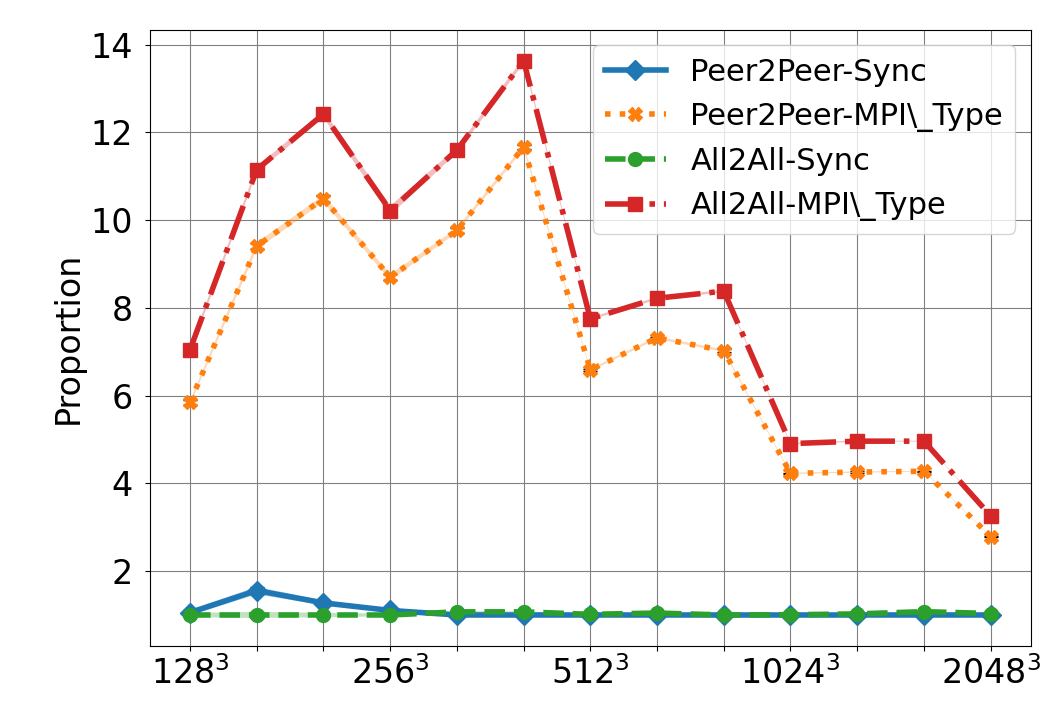 14
12
10
8
6
4
2
Proportion
Peer2Peer-Sync
Peer2Peer-MPI\_Type
All2All-Sync
All2All-MPI\_Type
128³ 256³ 512³ 1024³ 2048³